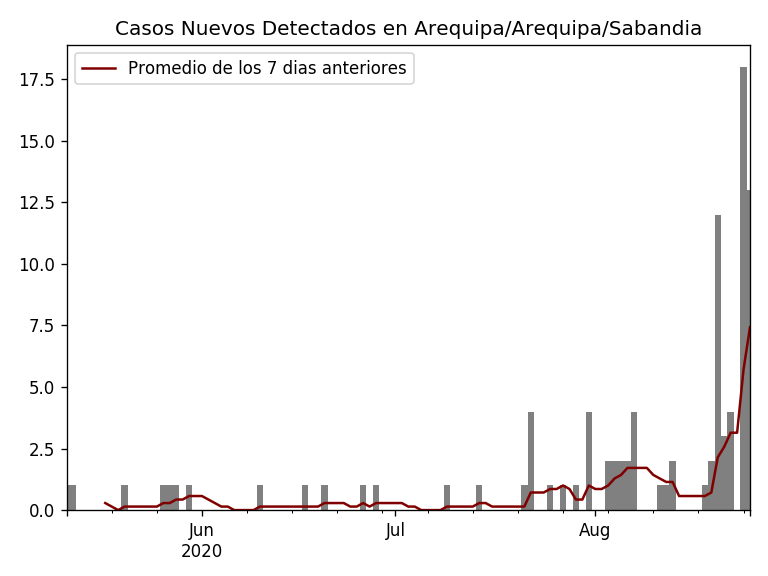 Casos Nuevos Detectados en Arequipa/Arequipa/Sabandia
Promedio de los 7 dias anteriores
17.5
15.0
12.5
10.0
7.5
5.0
2.5
0.0
Jun
2020
Jul
Aug